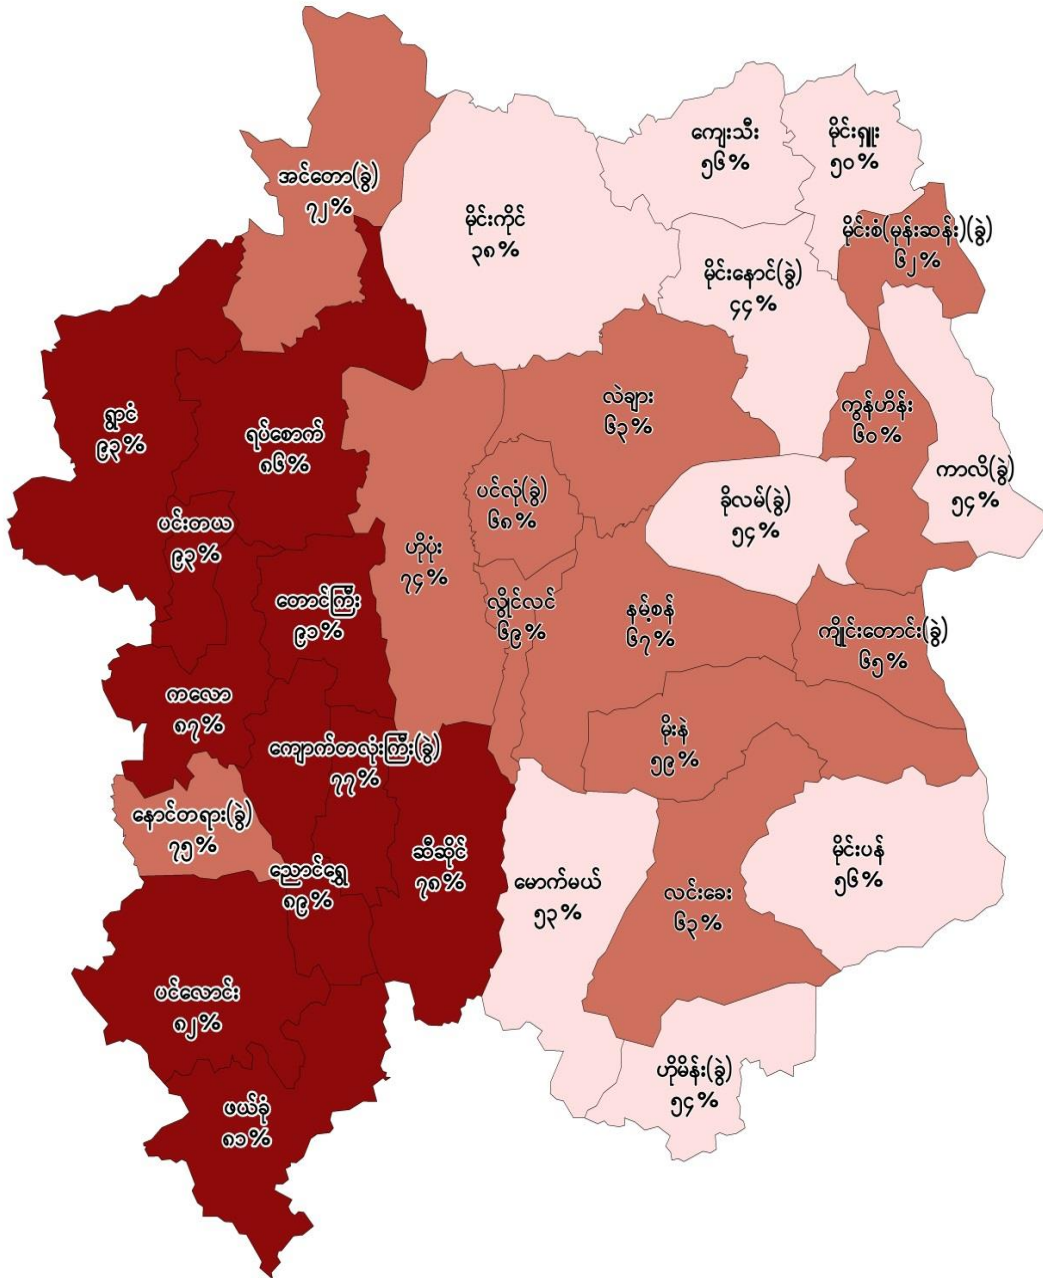 ကျေးသီး
၅၆%
မိုင်းရှူး
၅၀%
အင်တော(ခွဲ)
၇၂%
မိုင်းကိုင်
၃၈%
မိုင်းစံ(မုန်းဆန်း)(ခွဲ)
၆၂%
မိုင်းနောင်(ခွဲ)
၄၄%
ရွာငံ
၉၃%
ရပ်စောက်
၈၆%
လဲချား
၆၃%
ကွန်ဟိန်း
၆၀%
ကာလိ(ခွဲ)
၅၄%
ပင်လုံ(ခွဲ)
၆၈%
ခိုလမ်(ခွဲ)
၅၄%
ပင်းတယ
၉၃%
ဟိုပုံး
၇၄%
တောင်ကြီး
၉၁%
လွိုင်လင်
၆၉%
နမ့်စန်
၆၇%
ကျိုင်းတောင်း(ခွဲ)
၆၅%
ကလော
၈၇%
ကျောက်တလုံးကြီး(ခွဲ)
၇၇%
မိုးနဲ
၅၉%
နောင်တရား(ခွဲ)
၇၅%
ညောင်ရွှေ
၈၉%
ဆီဆိုင်
၇၈%
မောက်မယ်
၅၃%
လင်းခေး
၆၃%
မိုင်းပန်
၅၆%
ပင်လောင်း
၈၂%
ဟိုမိန်း(ခွဲ)
၅၄%
ဖယ်ခုံ
၈၁%